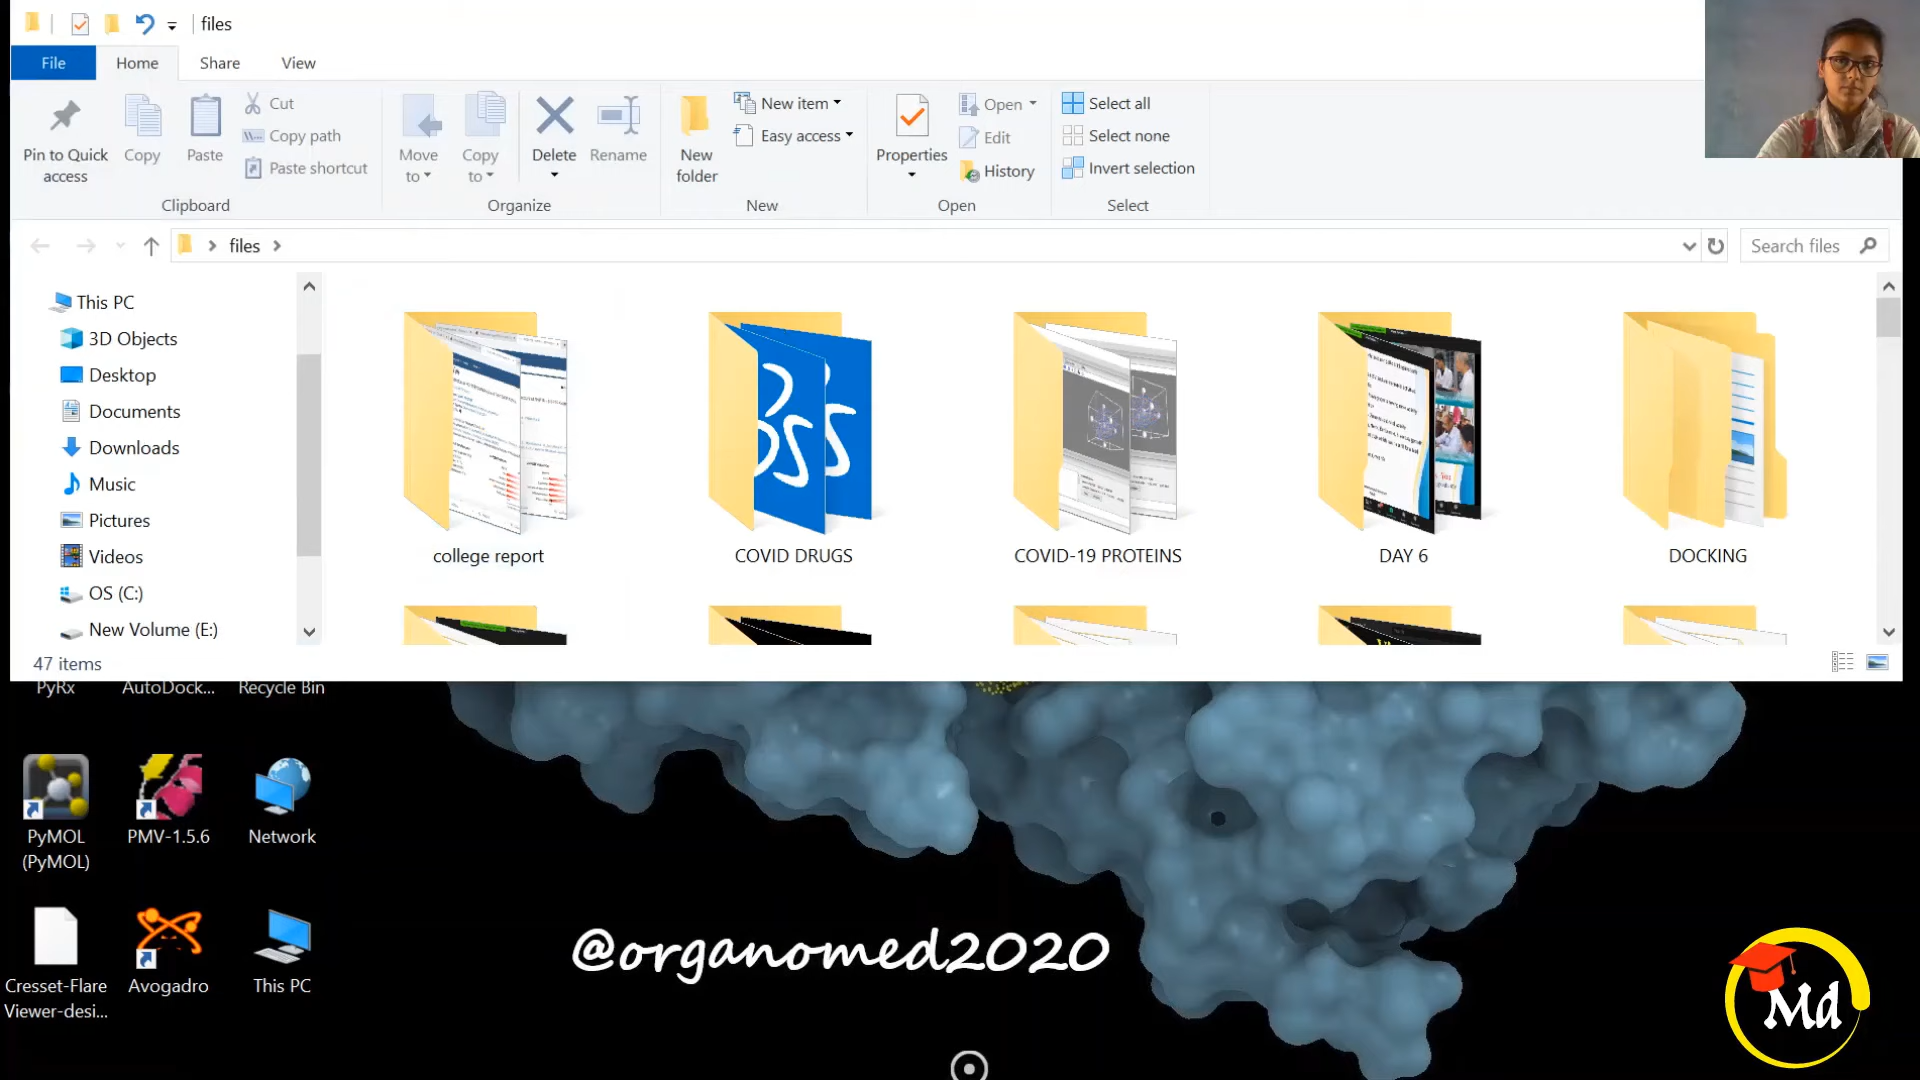 files
File Home Share View
Pin to Quick access
Copy
Paste
Cut
Copy path
Paste shortcut
Clipboard
Move to
Copy to
Delete
Rename
Organize
New folder
New item
Easy access
New
Properties
Open
Edit
History
Open
Select all
Select none
Invert selection
Select
files
Search files
This PC
3D Objects
Desktop
Documents
Downloads
Music
Pictures
Videos
OS (C:)
New Volume (E:)
college report
COVID DRUGS
COVID-19 PROTEINS
DAY 6
DOCKING
47 items
PyRx
AutoDock...
Recycle Bin
PyMOL
(PyMOL)
PMV-1.5.6
Network
Cresset-Flare
Viewer-desi...
Avogadro
This PC
@organomed2020
Md